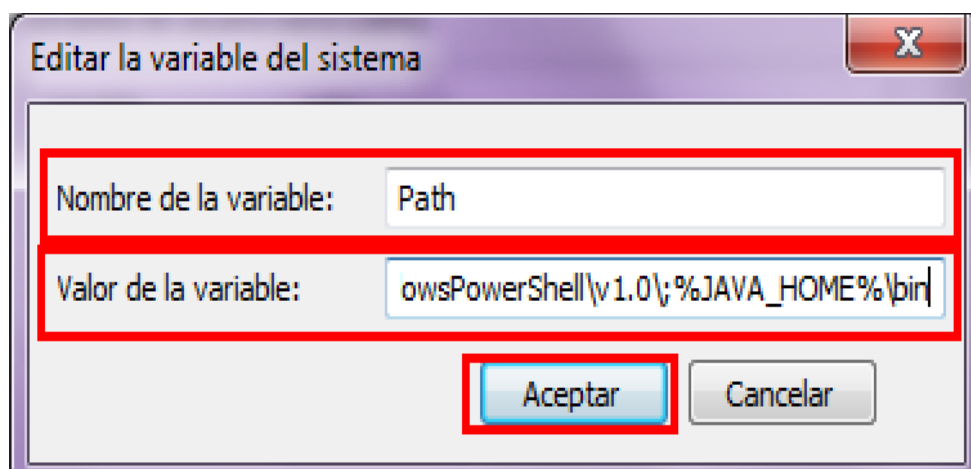 Editar la variable del sistema
Nombre de la variable: Path
Valor de la variable: owsPowerShell\v1.0\;%JAVA_HOME%\bin
Aceptar Cancelar